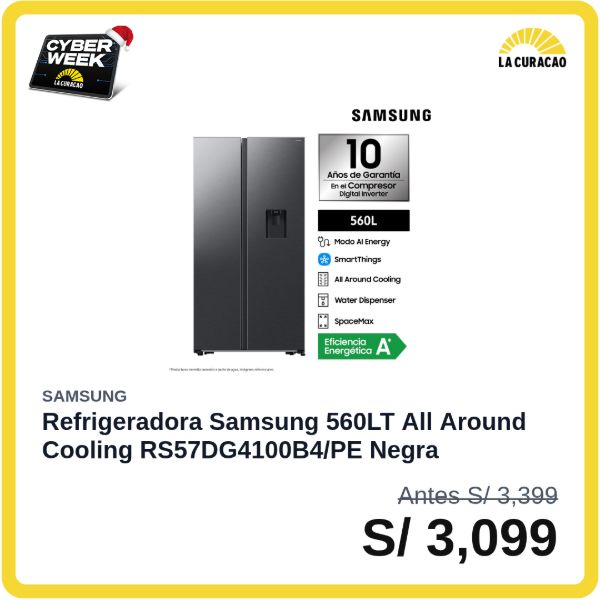 CYBER
WEEK
LA CURACAO
LA CURACAO
SAMSUNG
10
Años de Garantía
En el Compresor
Digital Inverter
560L
Modo AI Energy
SmartThings
All Around Cooling
Water Dispenser
SpaceMax
Eficiencia
Energética A+
SAMSUNG
Refrigeradora Samsung 560LT All Around
Cooling RS57DG4100B4/PE Negra
Antes S/ 3,399
S/ 3,099